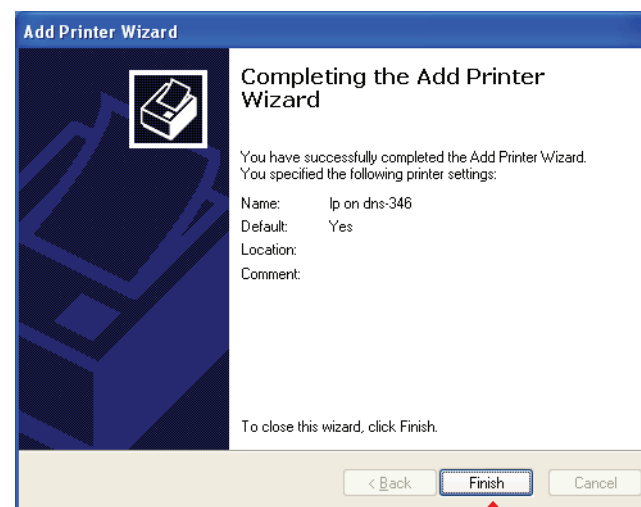 Add Printer Wizard
Completing the Add Printer
Wizard
You have successfully completed the Add Printer Wizard.
You specified the following printer settings:
Name: lp on dns-346
Default: Yes
Location:
Comment:
To close this wizard, click Finish.
< Back Finish Cancel